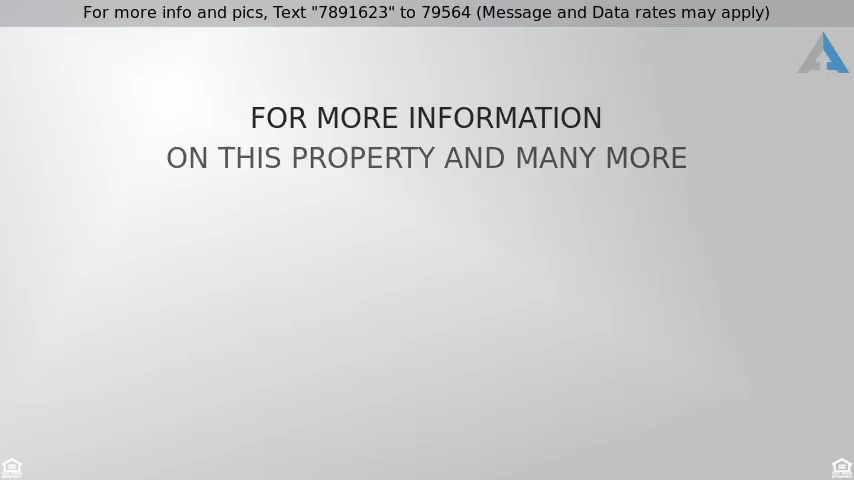 For more info and pics, Text "7891623" to 79564 (Message and Data rates may apply)
FOR MORE INFORMATION
ON THIS PROPERTY AND MANY MORE